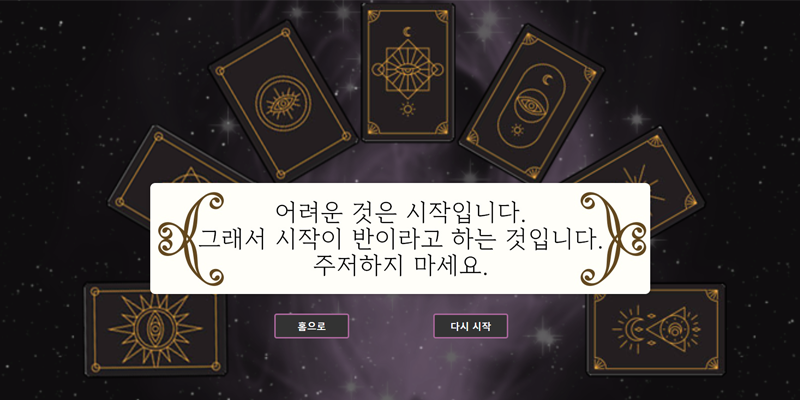 어려운 것은 시작입니다.
그래서 시작이 반이라고 하는 것입니다.
주저하지 마세요.
홈으로
다시 시작